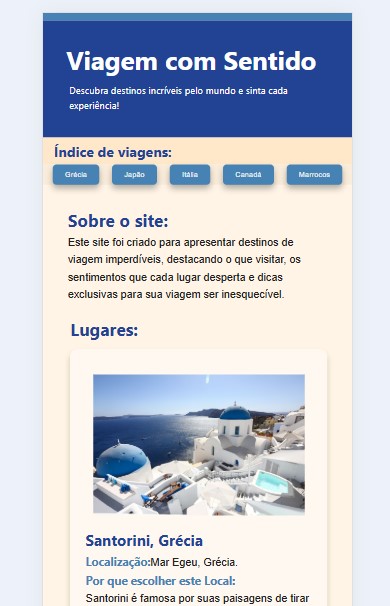 Viagem com Sentido
Descubra destinos incríveis pelo mundo e sinta cada
experiência!
Índice de viagens:
Grécia Japão Itália Canadá Marrocos
Sobre o site:
Este site foi criado para apresentar destinos de
viagem imperdíveis, destacando o que visitar, os
sentimentos que cada lugar desperta e dicas
exclusivas para sua viagem ser inesquecível.
Lugares:
Santorini, Grécia
Localização:Mar Egeu, Grécia.
Por que escolher este Local:
Santorini é famosa por suas paisagens de tirar